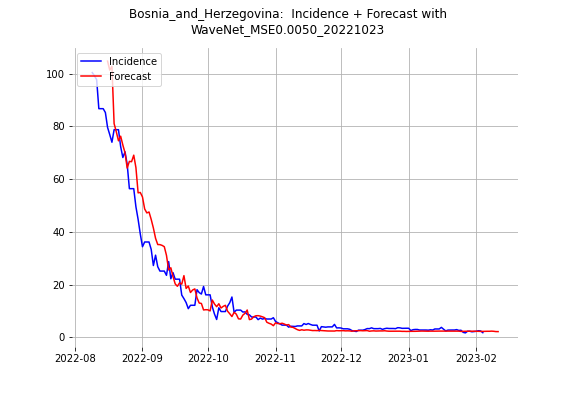 Bosnia_and_Herzegovina:  Incidence + Forecast with
WaveNet_MSE0.0050_20221023
Incidence
Forecast
100
80
60
40
20
0
2022-08 2022-09 2022-10 2022-11 2022-12 2023-01 2023-02